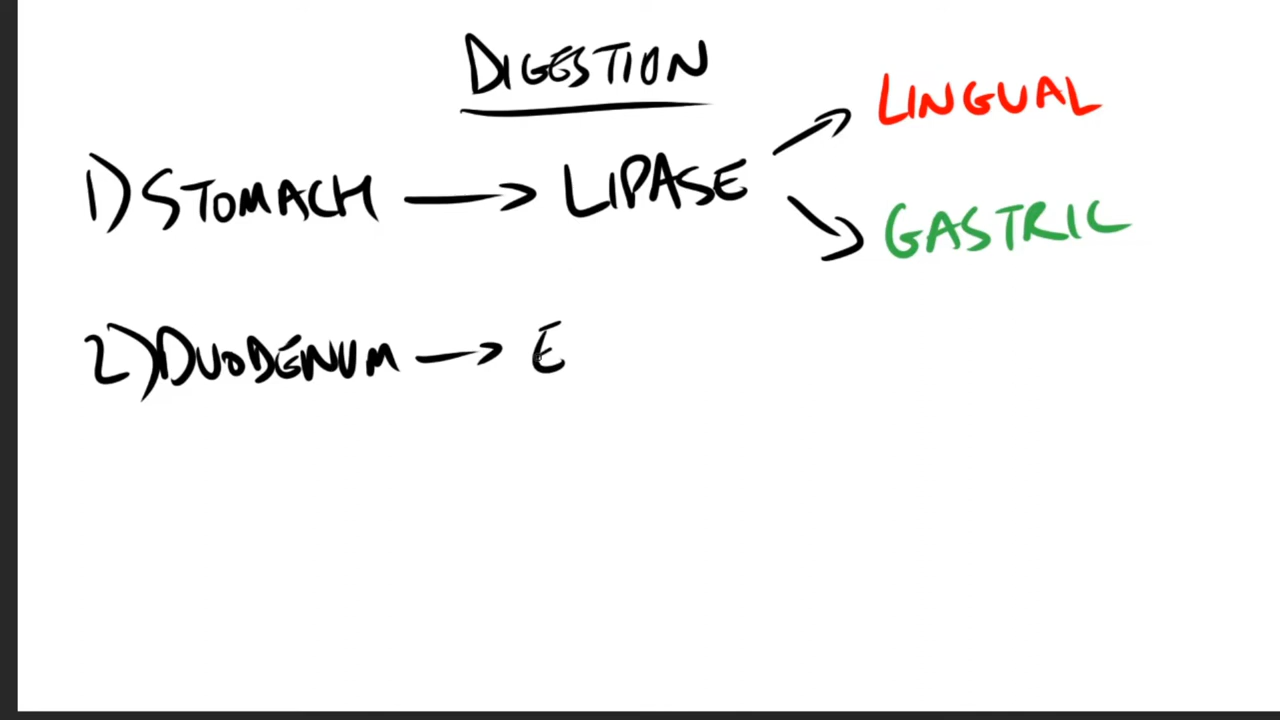 DIGESTION
1) STOMACH → LIPASE → LINGUAL
→ GASTRIC
2) DUODENUM → E